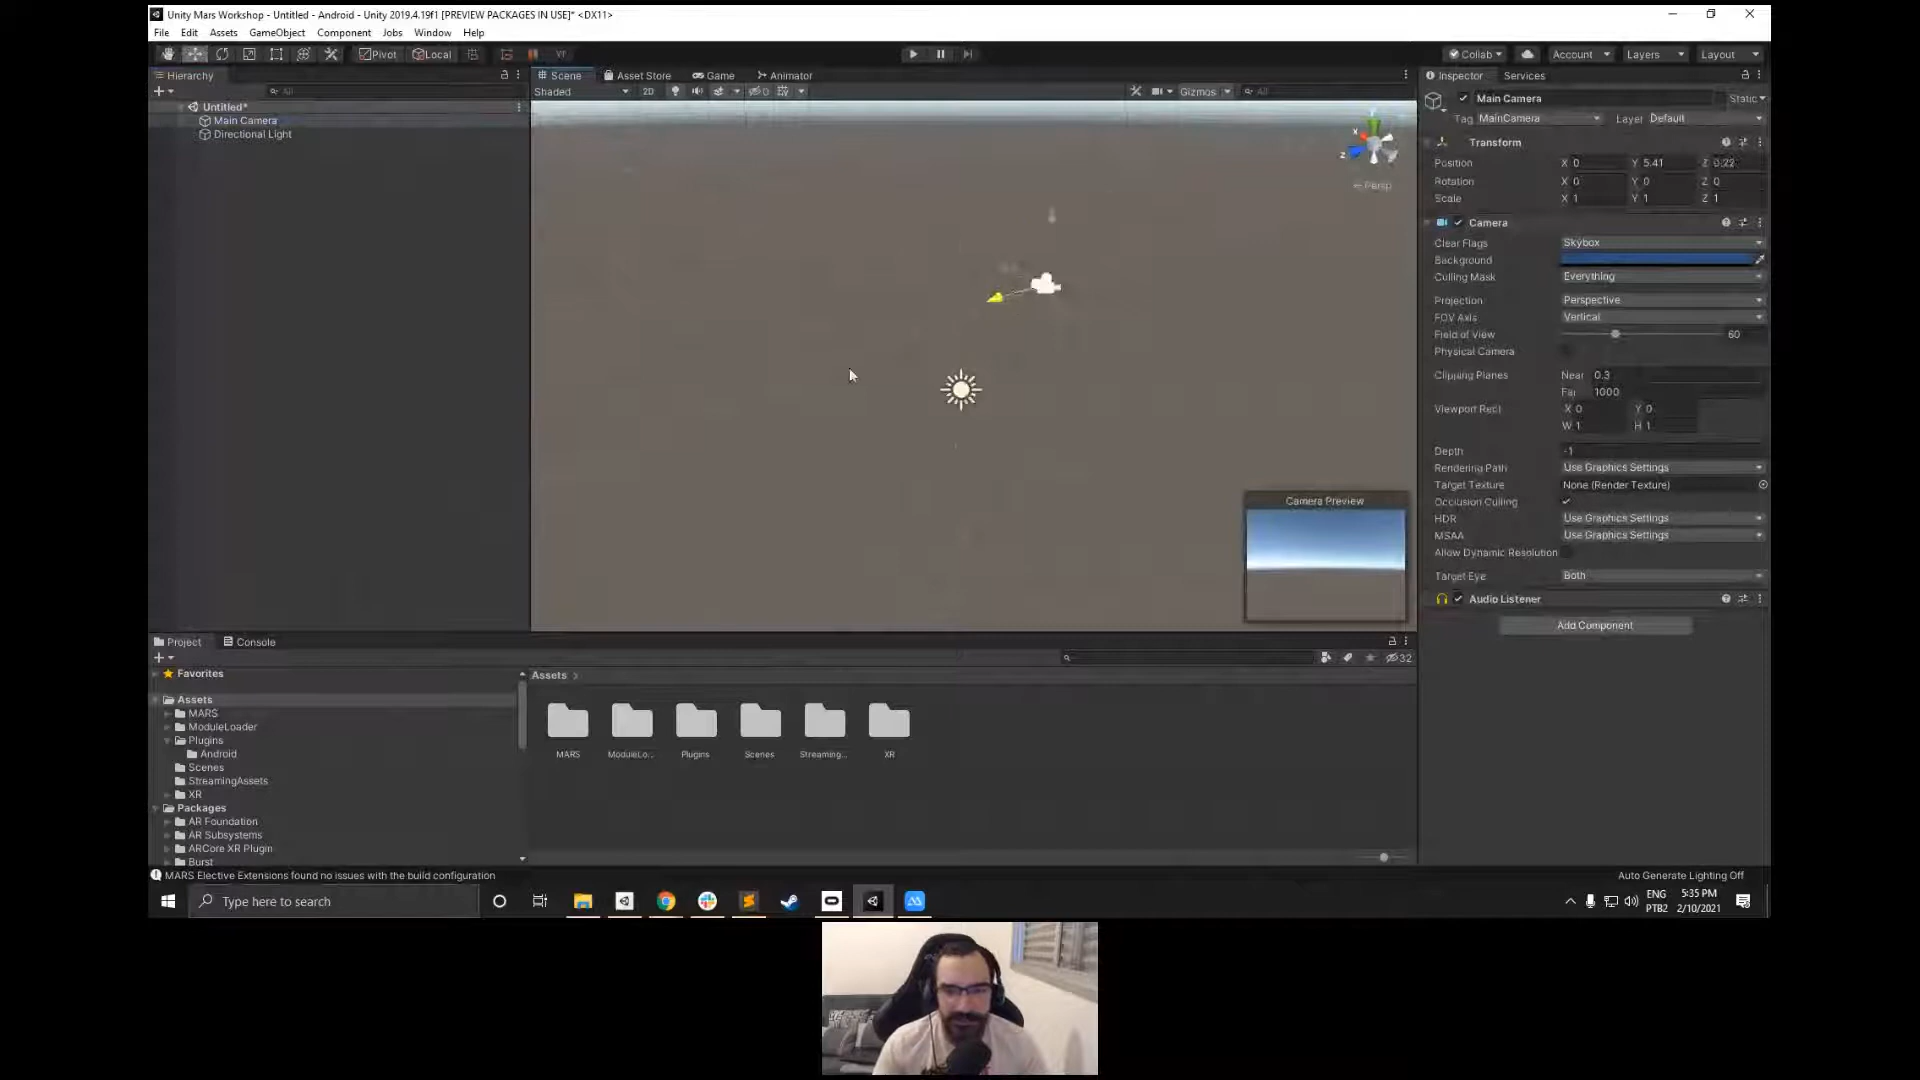 Unity Mars Workshop - Untitled - Android - Unity 2019.4.19f1 [PREVIEW PACKAGES IN USE]* <DX11>
File Edit Assets GameObject Component Jobs Window Help
Pivot Local Collab Account Layers Layout
Hierarchy
All
Untitled*
Main Camera
Directional Light
Scene Asset Store Game Animator
Shaded 2D 0 Gizmos All
x
z
Persp
Camera Preview
Inspector Services
Main Camera Static
Tag MainCamera Layer Default
Transform
Position X 0 Y 5.41 Z 0.22
Rotation X 0 Y 0 Z 0
Scale X 1 Y 1 Z 1
Camera
Clear Flags Skybox
Background
Culling Mask Everything
Projection Perspective
FOV Axis Vertical
Field of View 60
Physical Camera
Clipping Planes Near 0.3
Far 1000
Viewport Rect X 0 Y 0
W 1 H 1
Depth -1
Rendering Path Use Graphics Settings
Target Texture None (Render Texture)
Occlusion Culling
HDR Use Graphics Settings
MSAA Use Graphics Settings
Allow Dynamic Resolution
Target Eye Both
Audio Listener
Add Component
Project Console
32
Favorites
Assets
MARS
ModuleLoader
Plugins
Android
Scenes
StreamingAssets
XR
Packages
AR Foundation
AR Subsystems
ARCore XR Plugin
Burst
Assets
MARS ModuleLo... Plugins Scenes Streaming... XR
MARS Elective Extensions found no issues with the build configuration
Auto Generate Lighting Off
Type here to search
ENG
PTB2
5:35 PM
2/10/2021